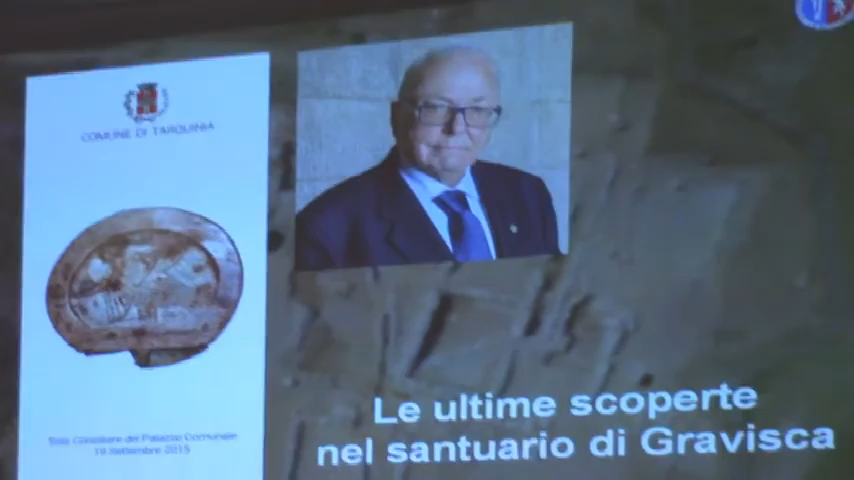 COMUNE DI TARQUINIA
Sala Consiliare del Palazzo Comunale
19 Settembre 2015
Le ultime scoperte
nel santuario di Gravisca